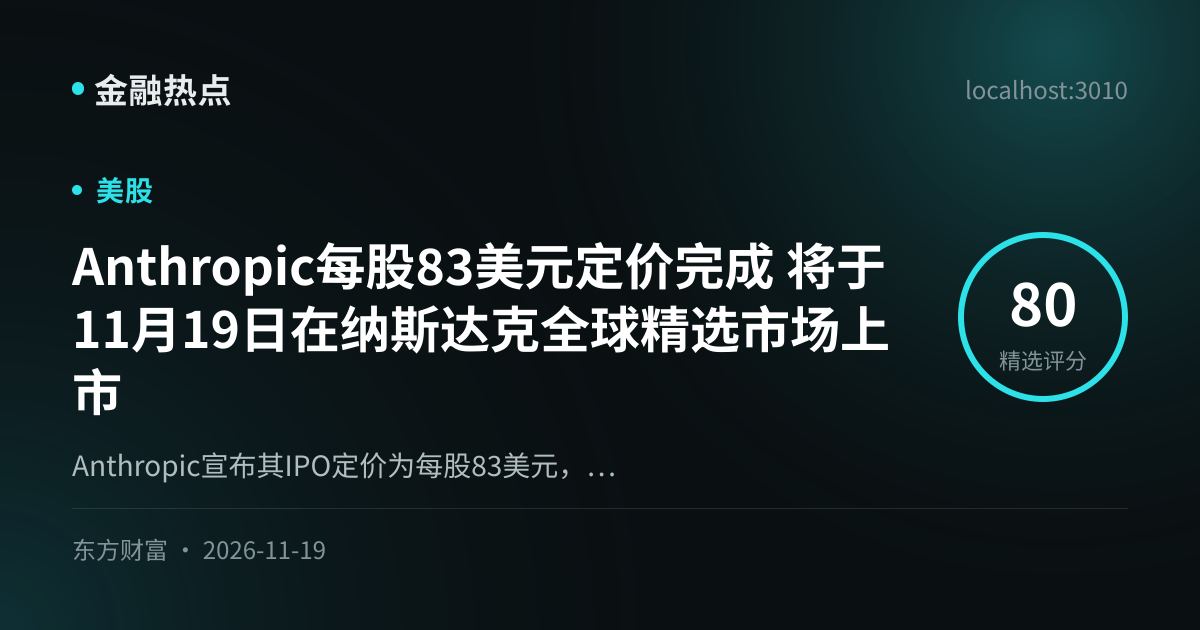 金融热点
localhost:3010
美股
Anthropic每股83美元定价完成 将于
11月19日在纳斯达克全球精选市场上
市
80
精选评分
Anthropic宣布其IPO定价为每股83美元，…
东方财富 · 2026-11-19